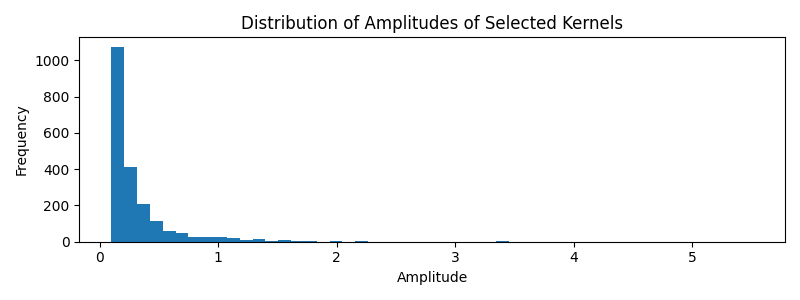 Distribution of Amplitudes of Selected Kernels
1000
800
600
400
200
0
Frequency
0 1 2 3 4 5
Amplitude